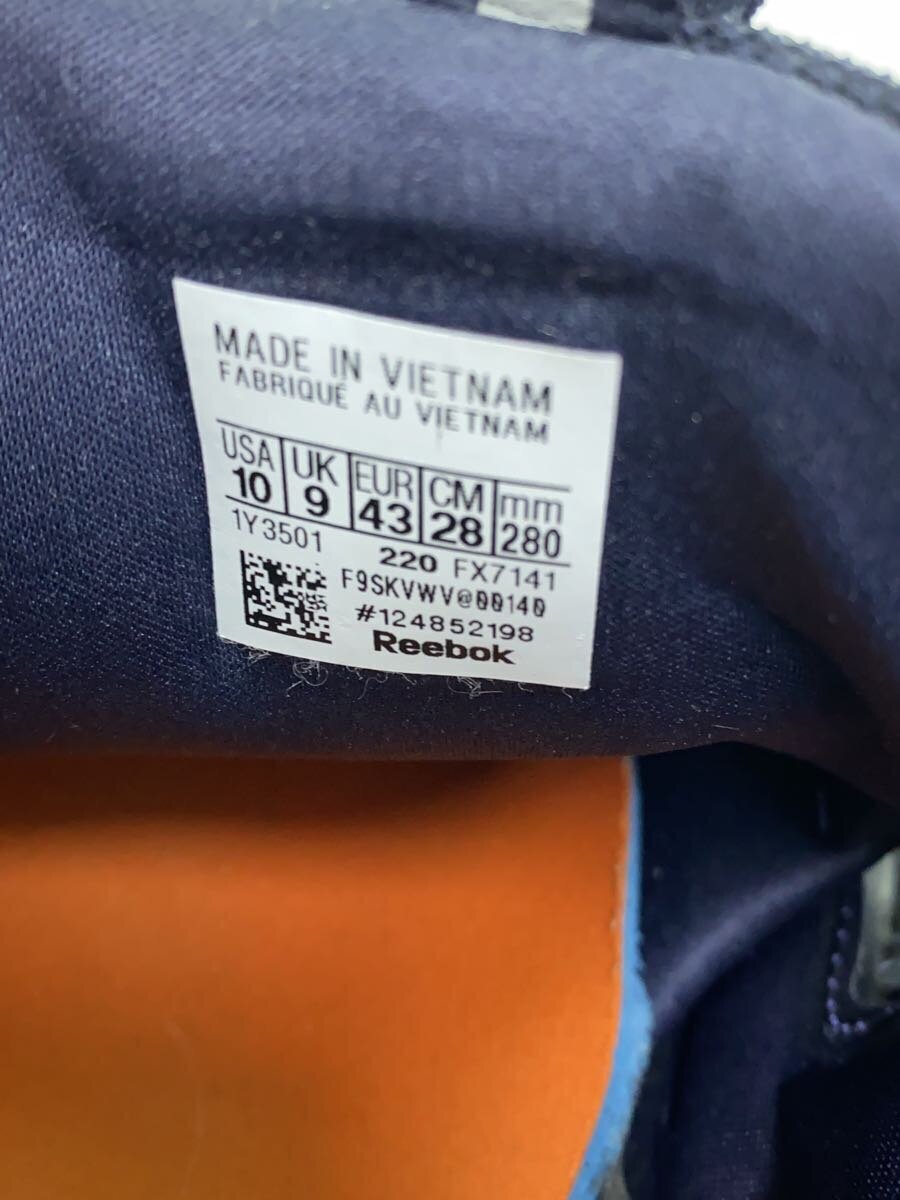 MADE IN VIETNAM
FABRIQUÉ AU VIETNAM
USA UK EUR CM mm
10 9 43 28 280
1Y3501 220 FX7141
F9SKVWV@00140
#124852198
Reebok